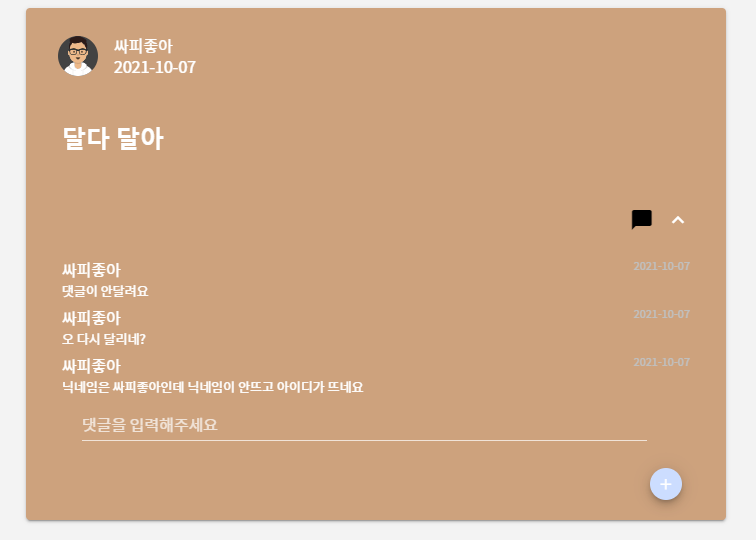 싸피좋아
2021-10-07
달다 달아
싸피좋아
2021-10-07
댓글이 안달려요
싸피좋아
2021-10-07
오 다시 달리네?
싸피좋아
2021-10-07
닉네임은 싸피좋아인데 닉네임이 안뜨고 아이디가 뜨네요
댓글을 입력해주세요